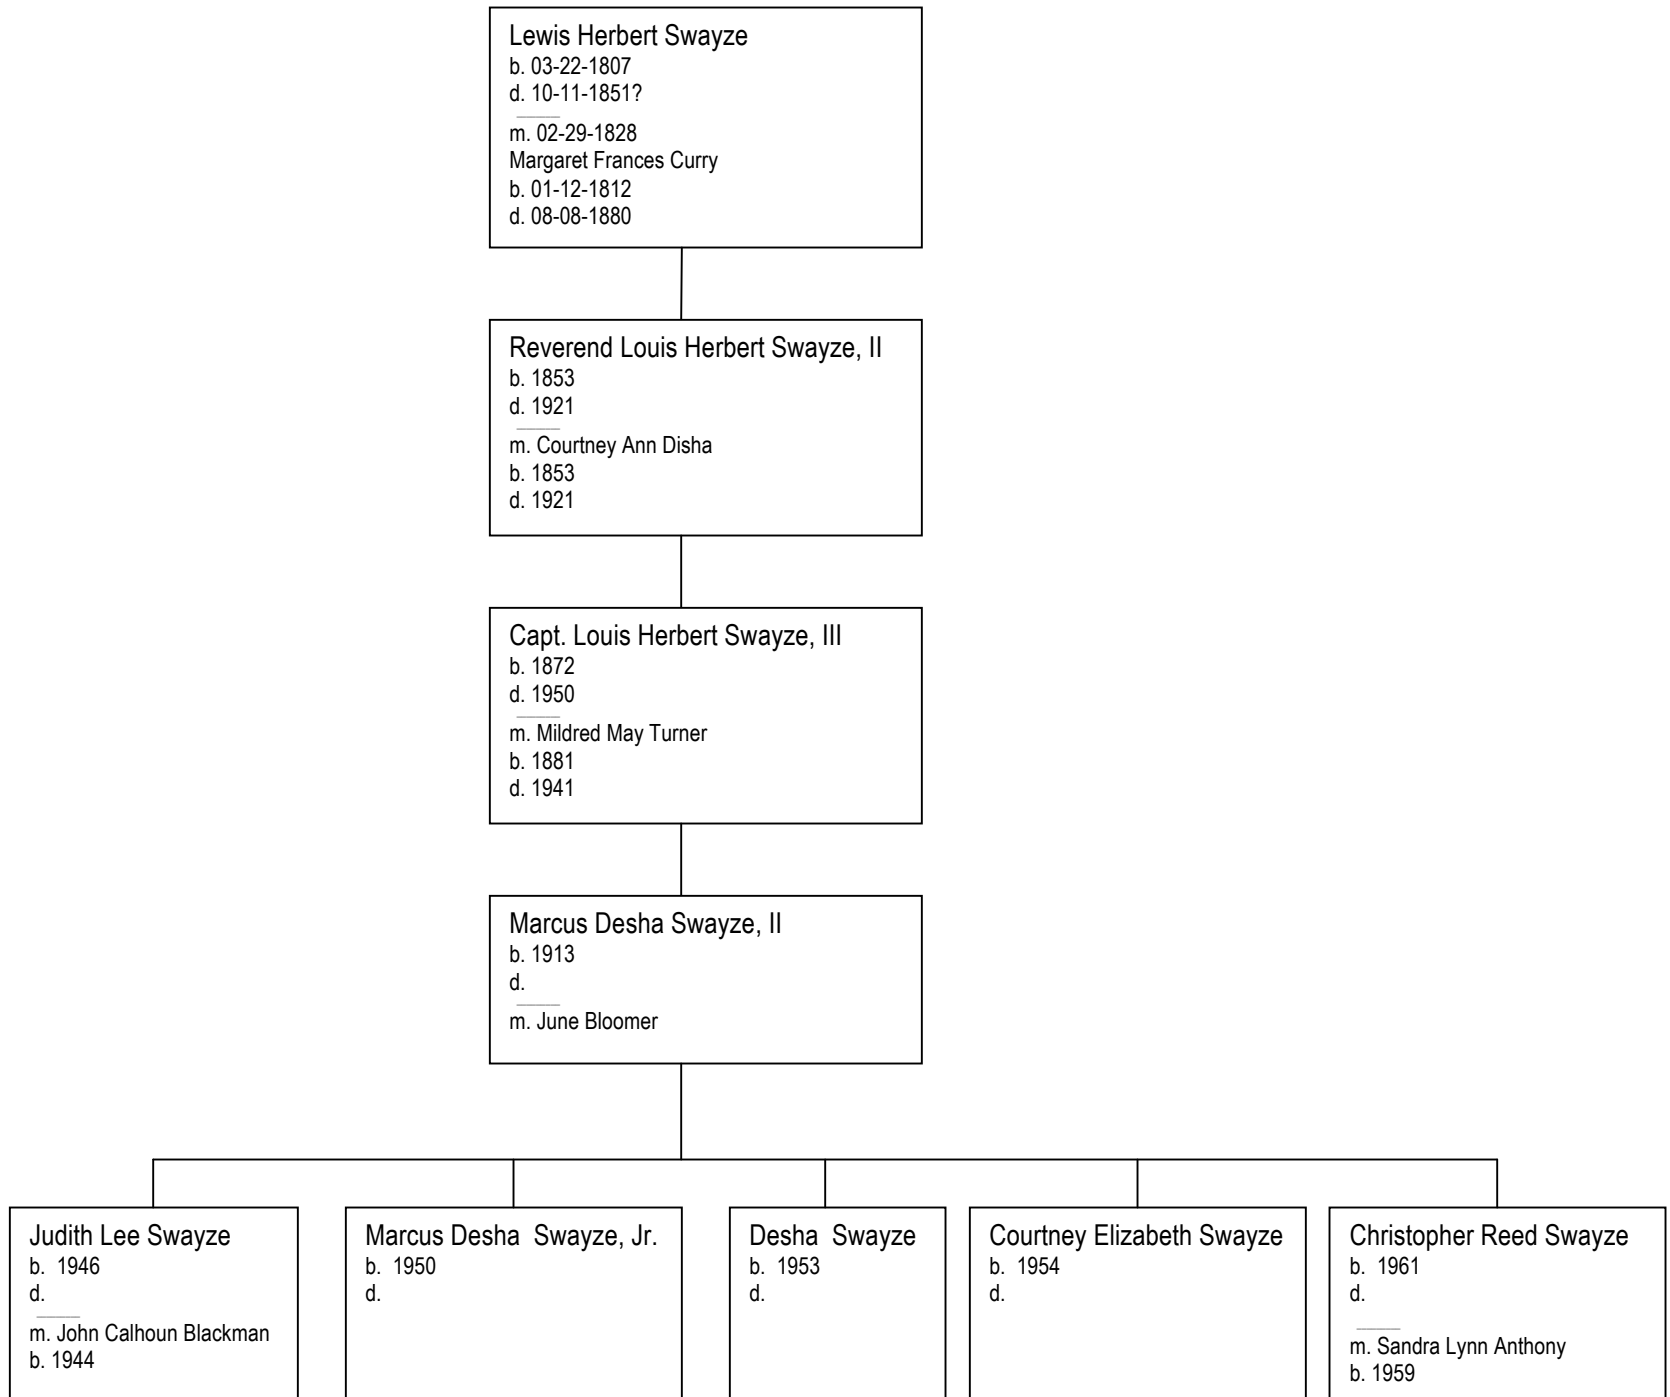 Lewis Herbert Swayze
b. 03-22-1807
d. 10-11-1851?
m. 02-29-1828
Margaret Frances Curry
b. 01-12-1812
d. 08-08-1880
Reverend Louis Herbert Swayze, II
b. 1853
d. 1921
m. Courtney Ann Disha
b. 1853
d. 1921
Capt. Louis Herbert Swayze, III
b. 1872
d. 1950
m. Mildred May Turner
b. 1881
d. 1941
Marcus Desha Swayze, II
b. 1913
d.
m. June Bloomer
Judith Lee Swayze
b. 1946
d.
m. John Calhoun Blackman
b. 1944
Marcus Desha Swayze, Jr.
b. 1950
d.
Desha Swayze
b. 1953
d.
Courtney Elizabeth Swayze
b. 1954
d.
Christopher Reed Swayze
b. 1961
d.
m. Sandra Lynn Anthony
b. 1959